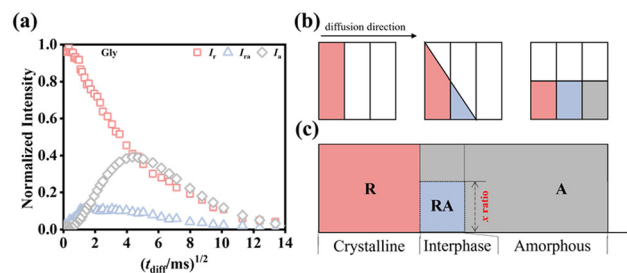 (a)
Gly
Ir
Ira
Ia
Normalized Intensity
1.0
0.8
0.6
0.4
0.2
0.0
0 2 4 6 8 10 12 14
(tdiff/ms)1/2
(b)
diffusion direction
(c)
R
RA
x ratio
A
Crystalline
Interphase
Amorphous